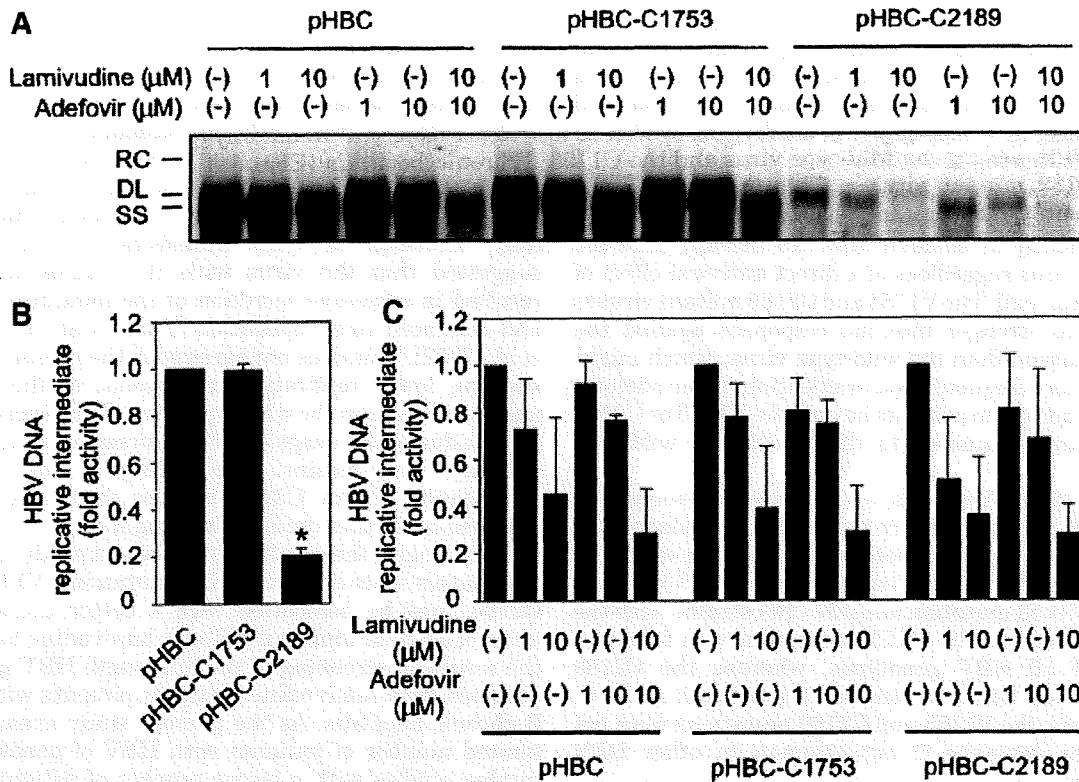 A
pHBC pHBC-C1753 pHBC-C2189
Lamivudine (μM) (-) 1 10 (-) (-) 10 (-) 1 10 (-) (-) 10 (-) 1 10 (-) (-) 10
Adefovir (μM) (-) (-) (-) 1 10 10 (-) (-) (-) 1 10 10 (-) (-) (-) 1 10 10
RC
DL
SS
B
HBV DNA
replicative intermediate
(fold activity)
1.2
1.0
0.8
0.6
0.4
0.2
0
*
pHBC
pHBC-C1753
pHBC-C2189
C
HBV DNA
replicative intermediate
(fold activity)
1.2
1.0
0.8
0.6
0.4
0.2
0
Lamivudine
(μM)
(-) 1 10 (-) (-) 10 (-) 1 10 (-) (-) 10 (-) 1 10 (-) (-) 10
Adefovir
(μM)
(-) (-) (-) 1 10 10 (-) (-) (-) 1 10 10 (-) (-) (-) 1 10 10
pHBC pHBC-C1753 pHBC-C2189